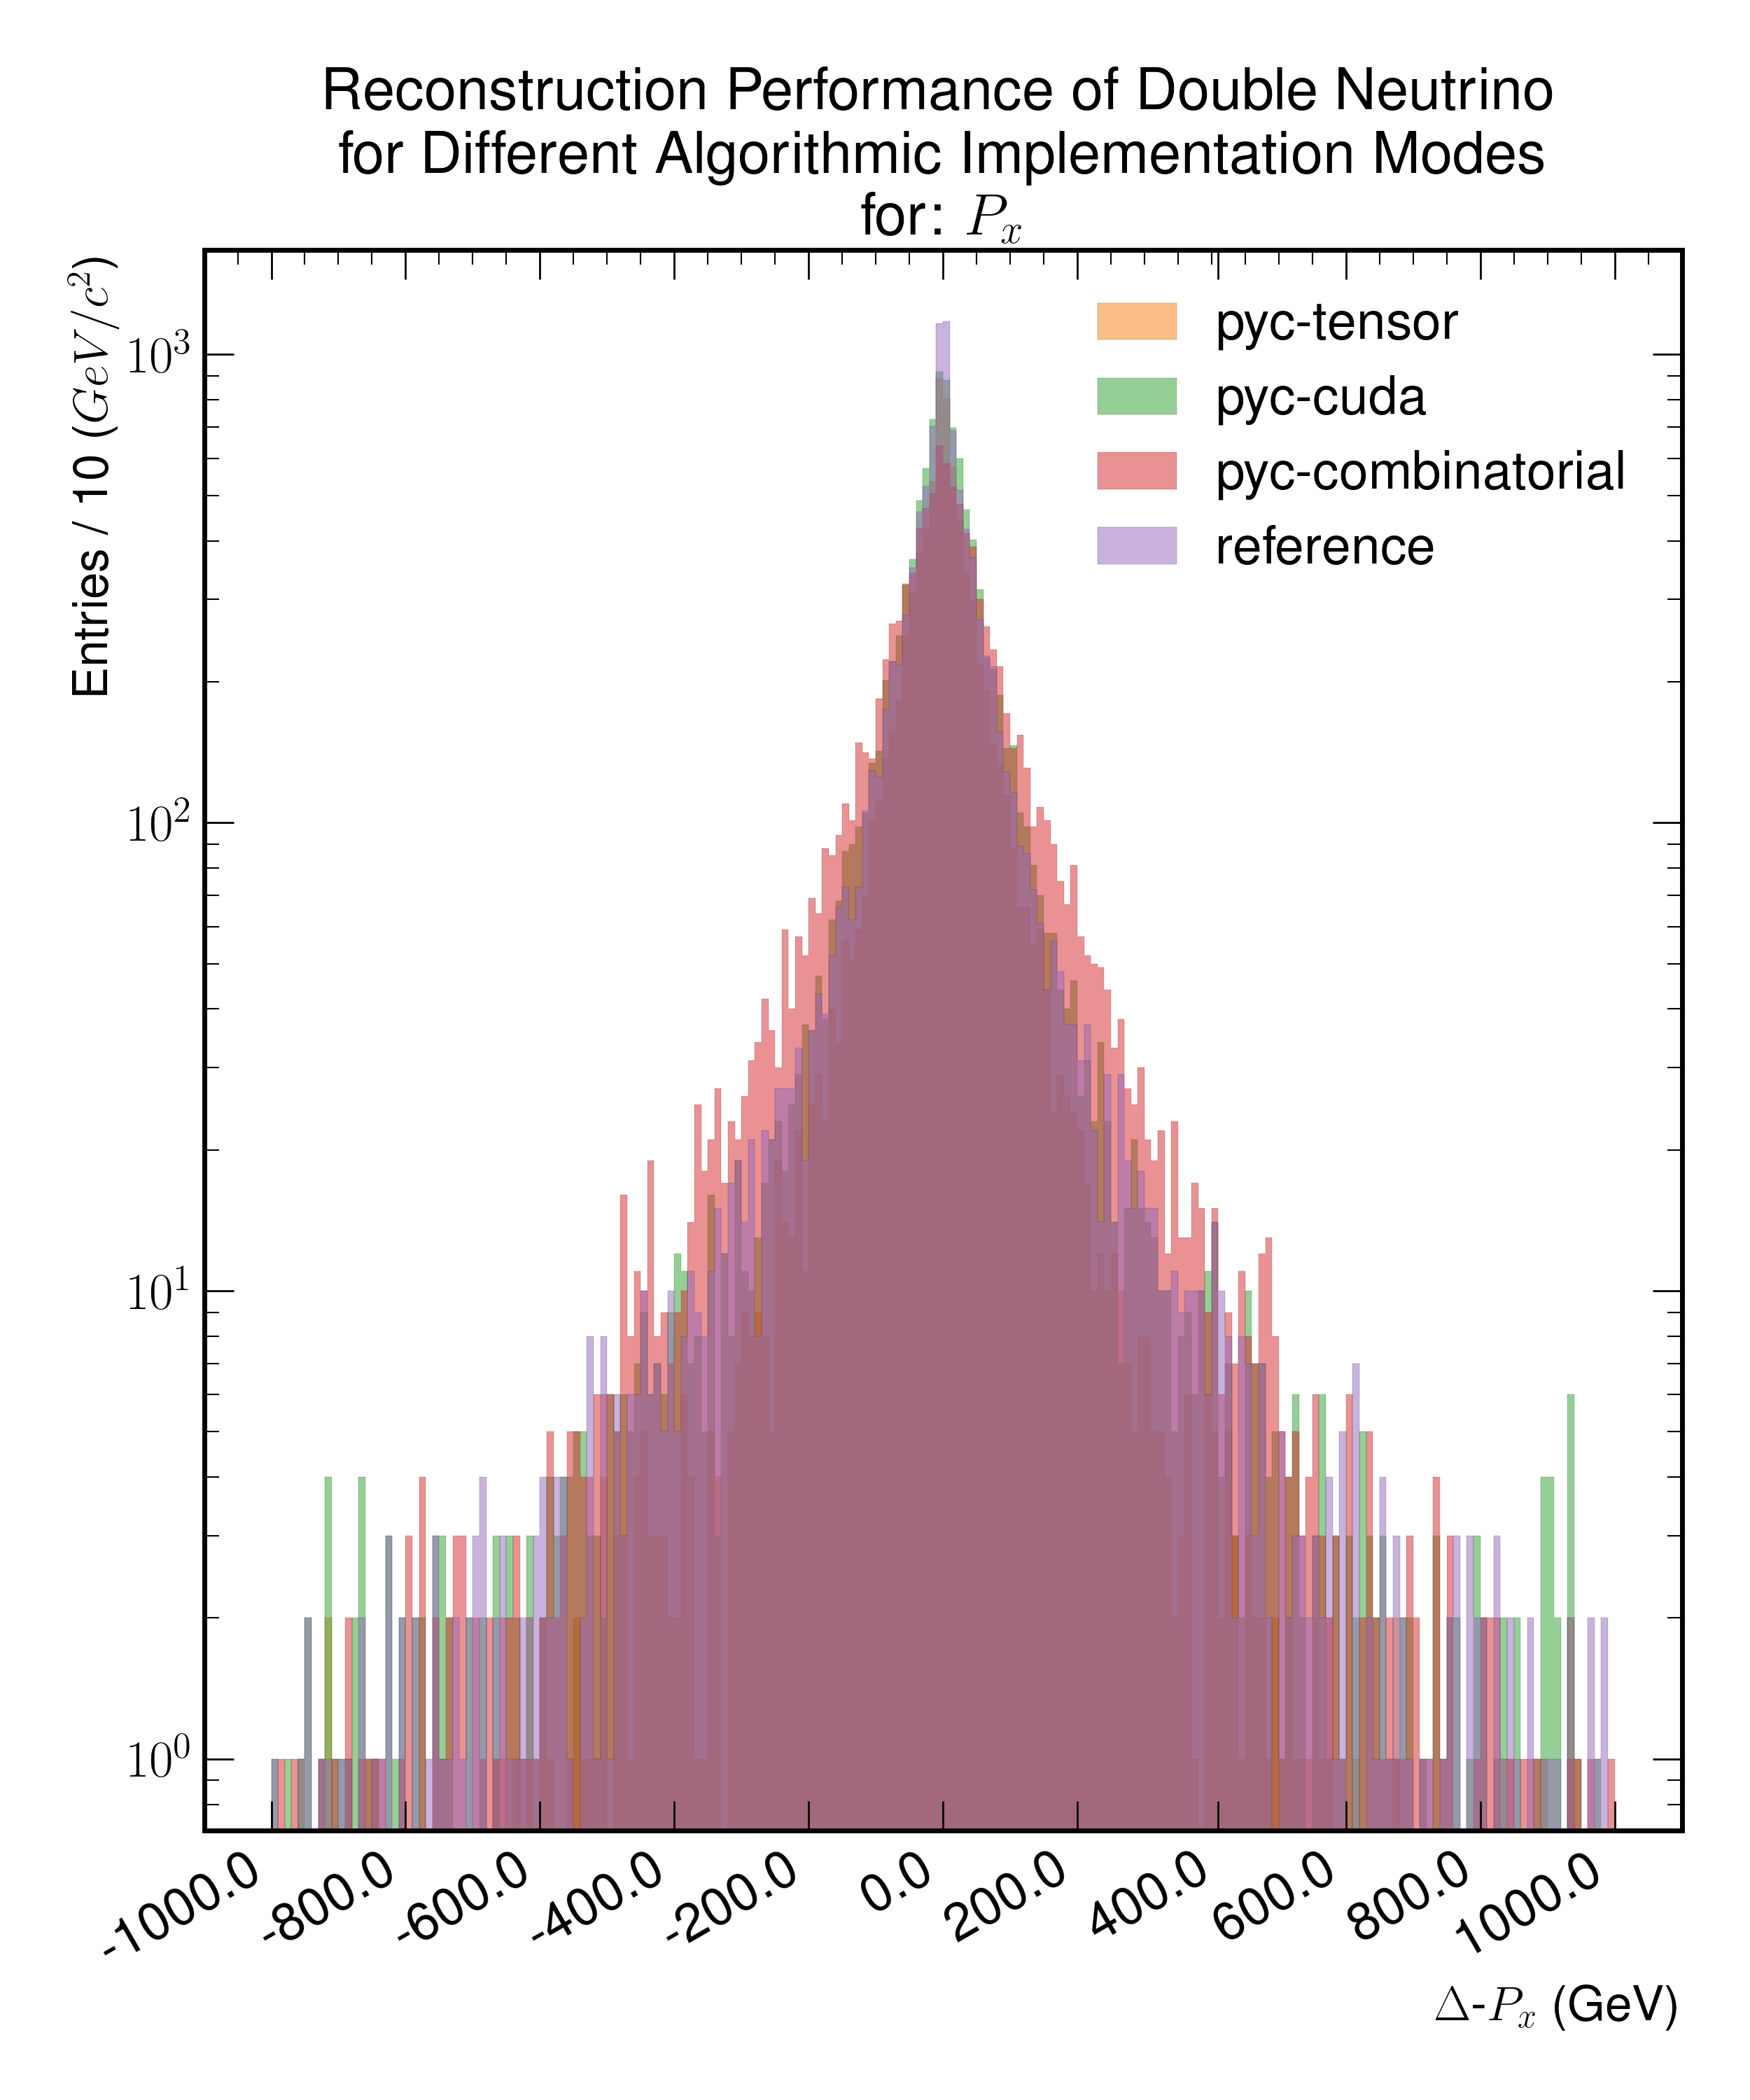 Reconstruction Performance of Double Neutrino
for Different Algorithmic Implementation Modes
for: $P_x$
Entries / 10 ($GeV/c^2$)
pyc-tensor
pyc-cuda
pyc-combinatorial
reference
$10^3$
$10^2$
$10^1$
$10^0$
-1000.0 -800.0 -600.0 -400.0 -200.0 0.0 200.0 400.0 600.0 800.0 1000.0
$\Delta$-$P_x$ (GeV)